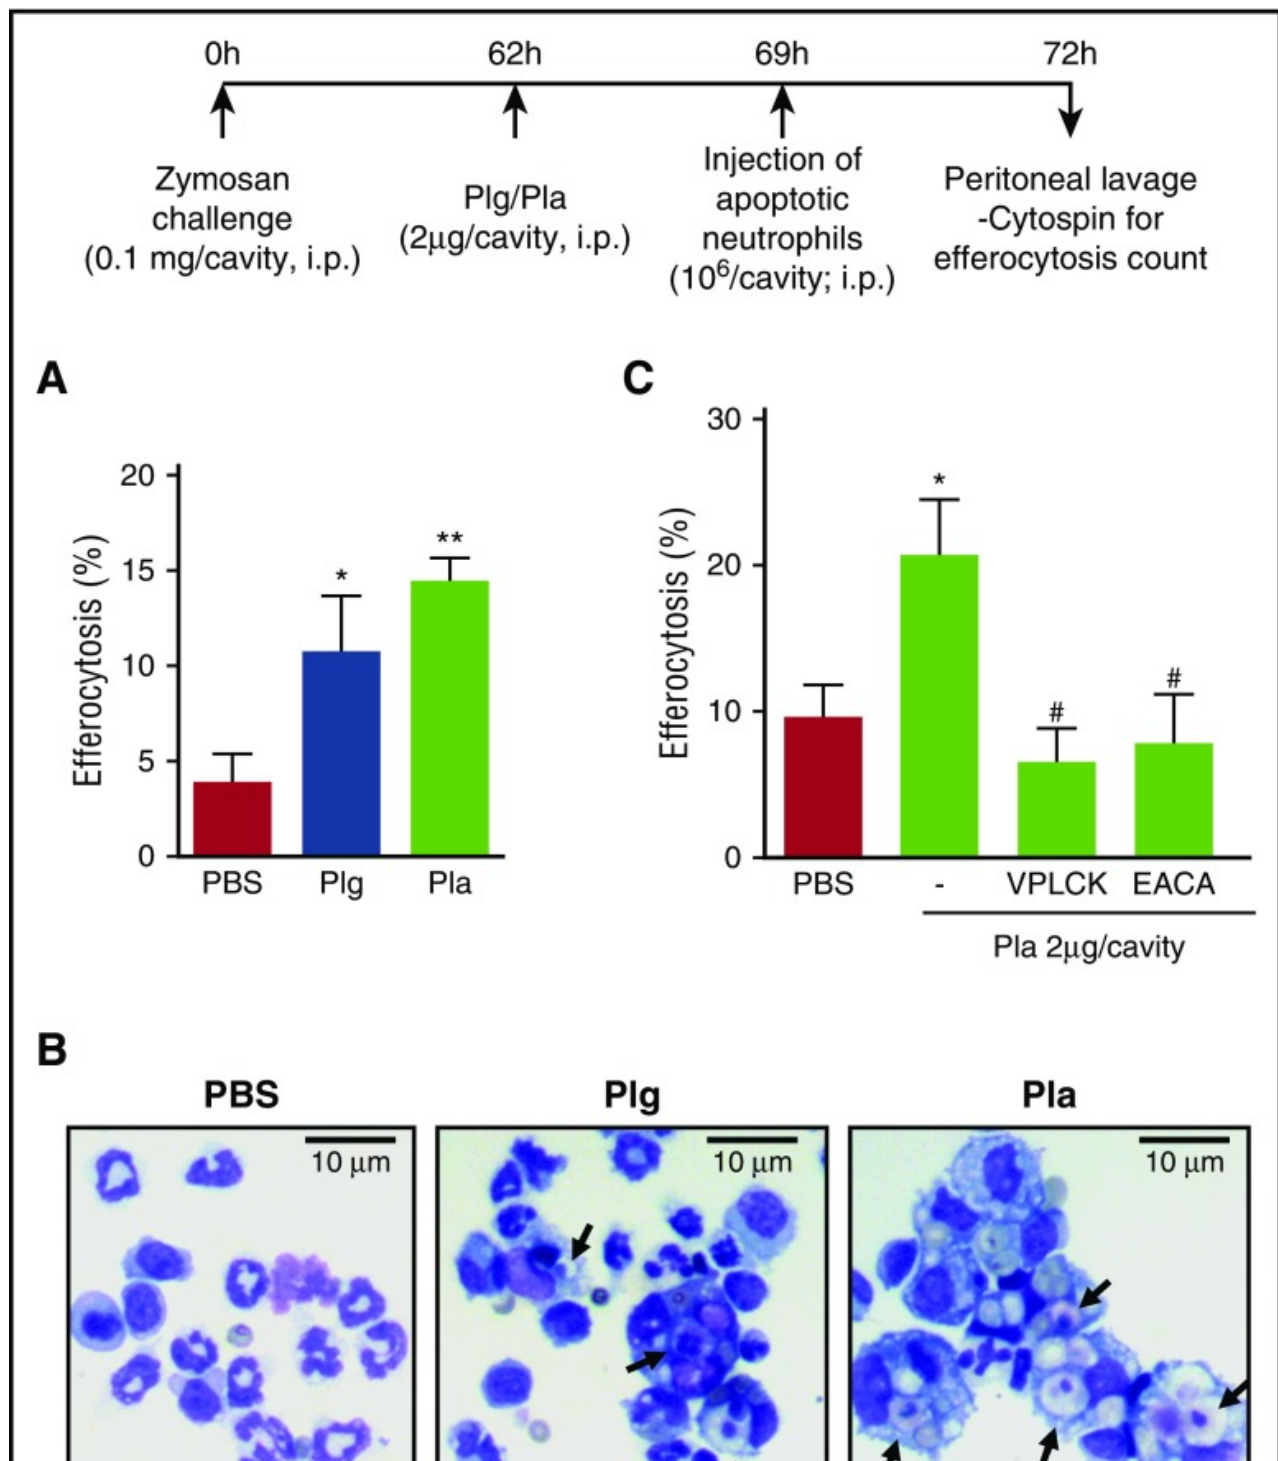 0h
62h
69h
72h
Zymosan
challenge
(0.1 mg/cavity, i.p.)
Plg/Pla
(2μg/cavity, i.p.)
Injection of
apoptotic
neutrophils
(10⁶/cavity; i.p.)
Peritoneal lavage
-Cytospin for
efferocytosis count
A
Efferocytosis (%)
20
15
10
5
0
*
**
PBS
Plg
Pla
C
Efferocytosis (%)
30
20
10
0
*
#
#
PBS
-
VPLCK
EACA
Pla 2μg/cavity
B
PBS
Plg
Pla
10 μm
10 μm
10 μm